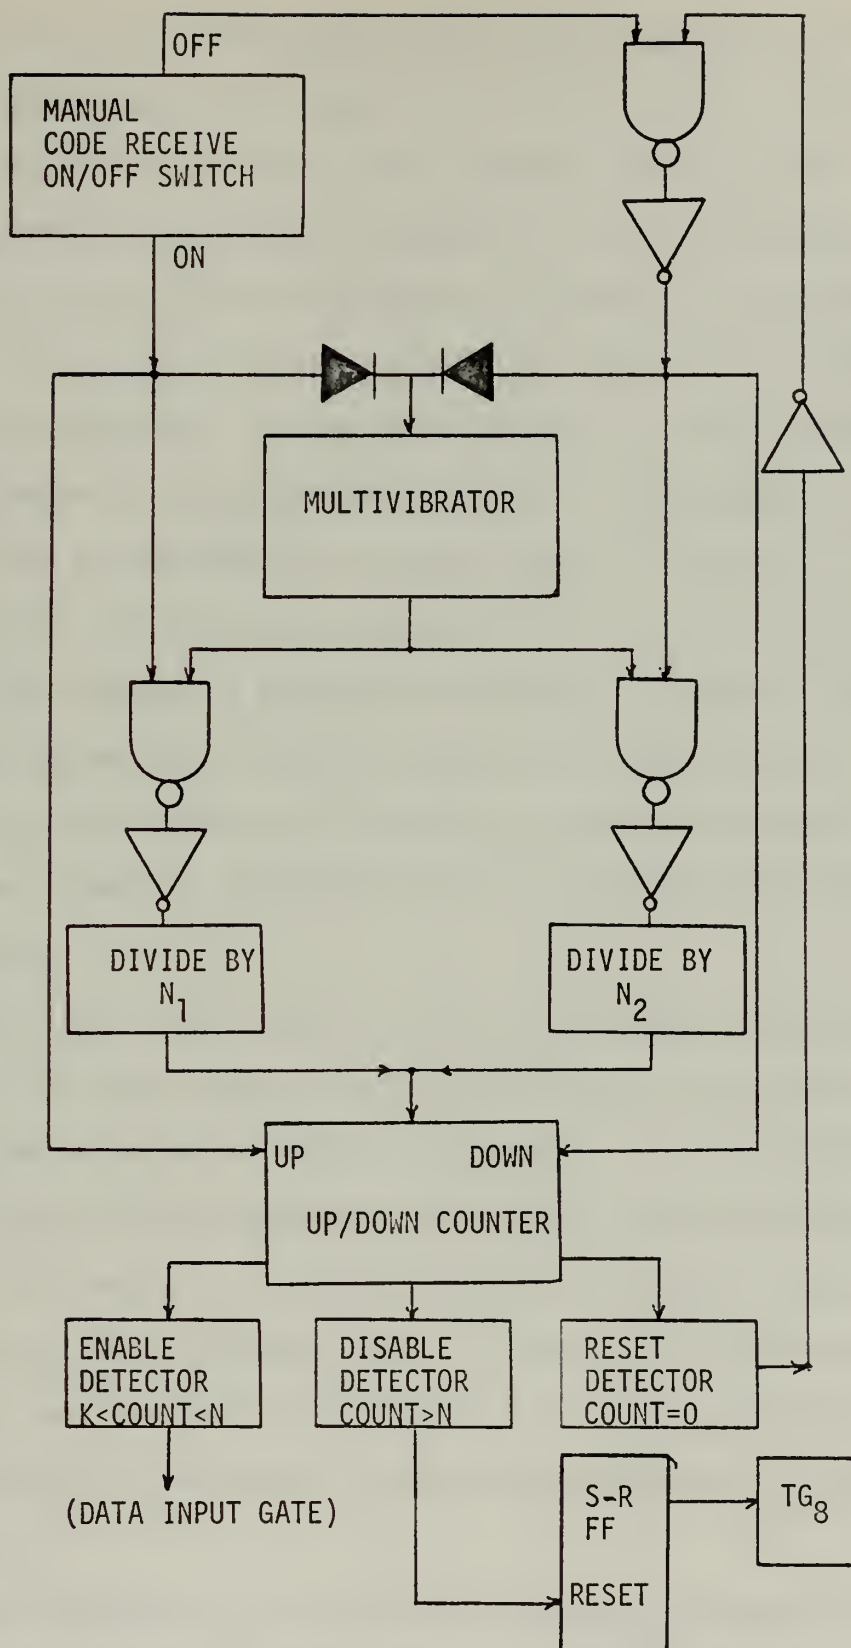 OFF
MANUAL
CODE RECEIVE
ON/OFF SWITCH
ON
MULTIVIBRATOR
DIVIDE BY
N1
DIVIDE BY
N2
UP DOWN
UP/DOWN COUNTER
ENABLE
DETECTOR
K<COUNT<N
DISABLE
DETECTOR
COUNT>N
RESET
DETECTOR
COUNT=0
(DATA INPUT GATE)
S-R
FF
RESET
TG8